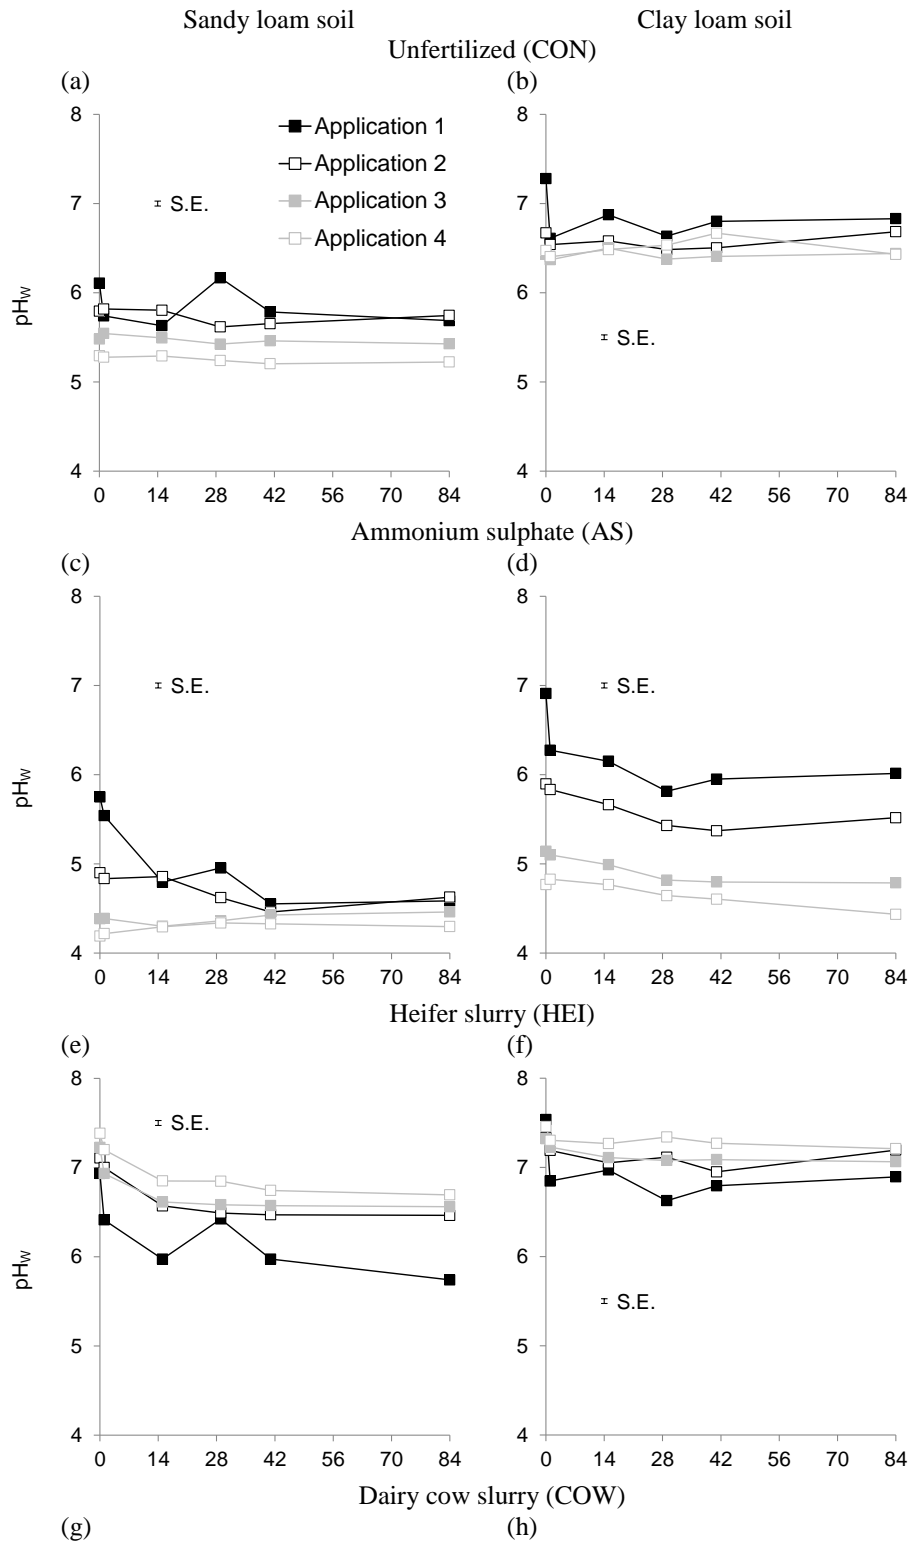 Sandy loam soil Clay loam soil
Unfertilized (CON)
(a) (b)
8 8
Application 1
Application 2
7 S.E. 7
Application 3
Application 4
pHw
6 6
S.E.
5 5
4 4
0 14 28 42 56 70 84 0 14 28 42 56 70 84
Ammonium sulphate (AS)
(c) (d)
8 8
7 S.E. 7 S.E.
pHw
6 6
5 5
4 4
0 14 28 42 56 70 84 0 14 28 42 56 70 84
Heifer slurry (HEI)
(e) (f)
8 8
S.E.
7 7
pHw
6 6
S.E.
5 5
4 4
0 14 28 42 56 70 84 0 14 28 42 56 70 84
Dairy cow slurry (COW)
(g) (h)